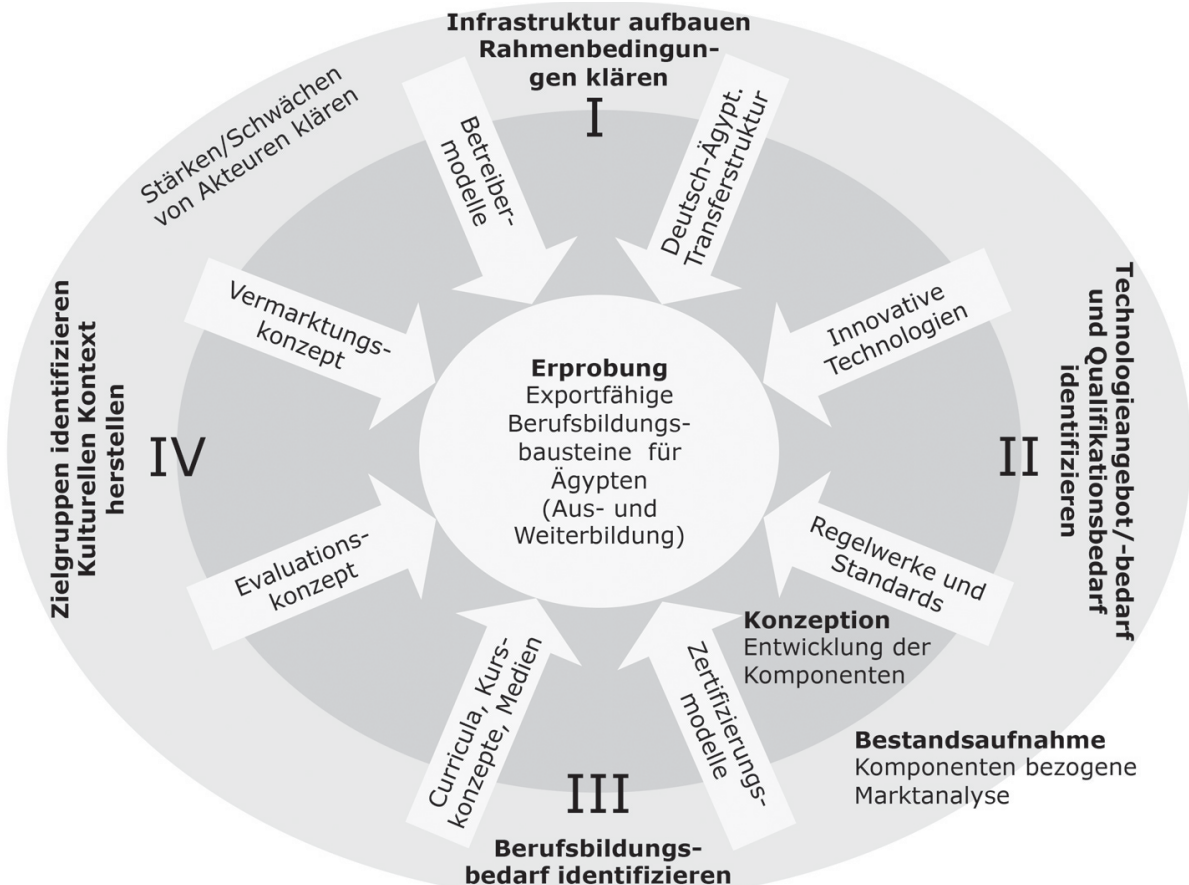 Infrastruktur aufbauen
Rahmenbedingun-
gen klären
I
Stärken/Schwächen
von Akteuren klären
Betreiber-
modelle
Deutsch-Ägypt.
Transferstruktur
Vermarktungs-
konzept
Innovative
Technologien
Zielgruppen identifizieren
Kulturellen Kontext
herstellen
IV
Erprobung
Exportfähige
Berufsbildungs-
bausteine für
Ägypten
(Aus- und
Weiterbildung)
II
Technologieangebot/-bedarf
und Qualifikationsbedarf
identifizieren
Evaluations-
konzept
Regelwerke und
Standards
Konzeption
Entwicklung der
Komponenten
Curricula, Kurs-
konzepte, Medien
Zertifizierungs-
modelle
Bestandsaufnahme
Komponenten bezogene
Marktanalyse
III
Berufsbildungs-
bedarf identifizieren